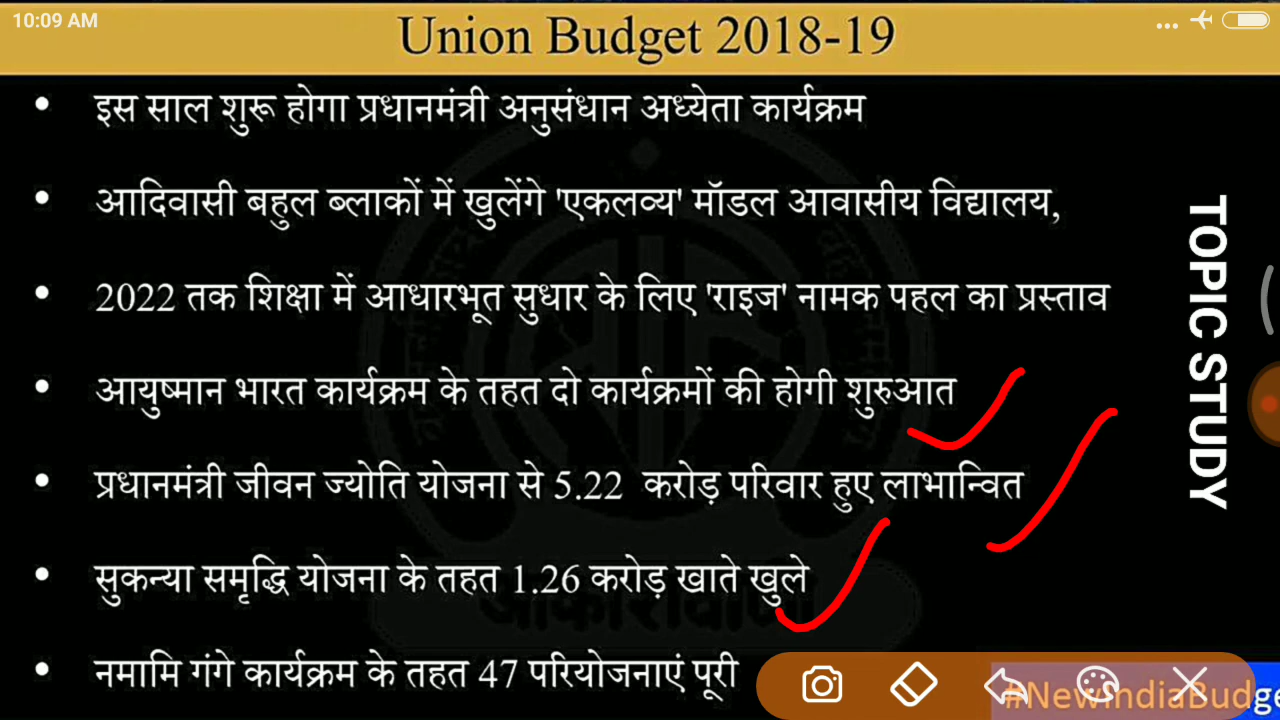 10:09 AM
Union Budget 2018-19
• इस साल शुरू होगा प्रधानमंत्री अनुसंधान अध्येता कार्यक्रम
• आदिवासी बहुल ब्लाकों में खुलेंगे 'एकलव्य' मॉडल आवासीय विद्यालय,
• 2022 तक शिक्षा में आधारभूत सुधार के लिए 'राइज' नामक पहल का प्रस्ताव
• आयुष्मान भारत कार्यक्रम के तहत दो कार्यक्रमों की होगी शुरुआत
• प्रधानमंत्री जीवन ज्योति योजना से 5.22 करोड़ परिवार हुए लाभान्वित
• सुकन्या समृद्धि योजना के तहत 1.26 करोड़ खाते खुले
• नमामि गंगे कार्यक्रम के तहत 47 परियोजनाएं पूरी
TOPIC STUDY
#NewIndiaBudge